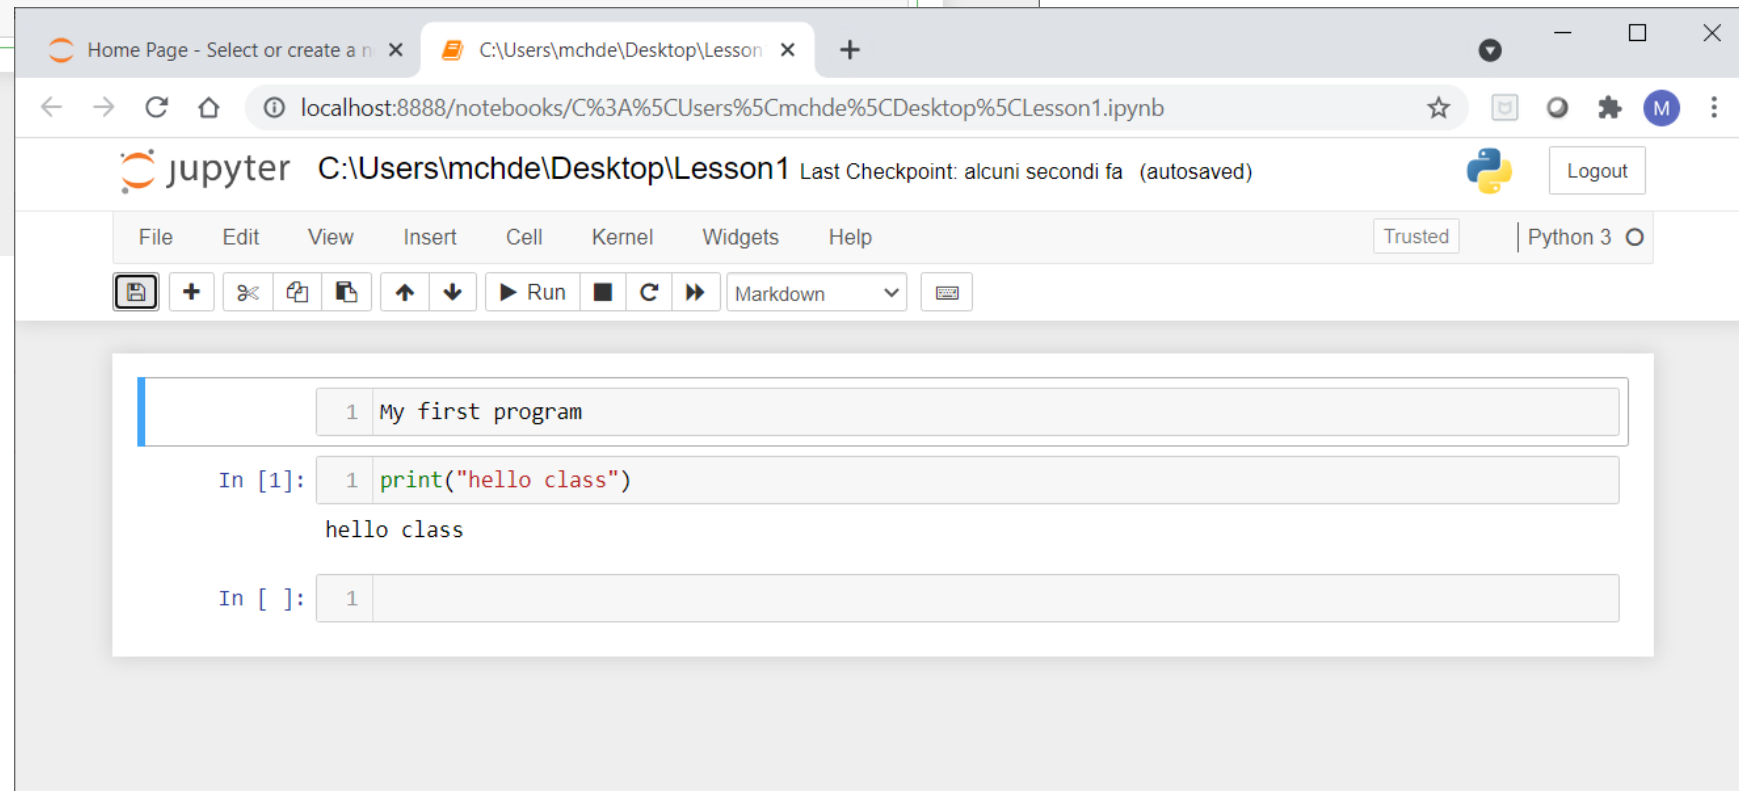 Home Page - Select or create a n
C:\Users\mchde\Desktop\Lesson
localhost:8888/notebooks/C%3A%5CUsers%5Cmchde%5CDesktop%5CLesson1.ipynb
M
jupyter C:\Users\mchde\Desktop\Lesson1 Last Checkpoint: alcuni secondi fa (autosaved)
Logout
File Edit View Insert Cell Kernel Widgets Help Trusted Python 3
Run Markdown
1 My first program
In [1]: 1 print("hello class")
hello class
In [ ]: 1